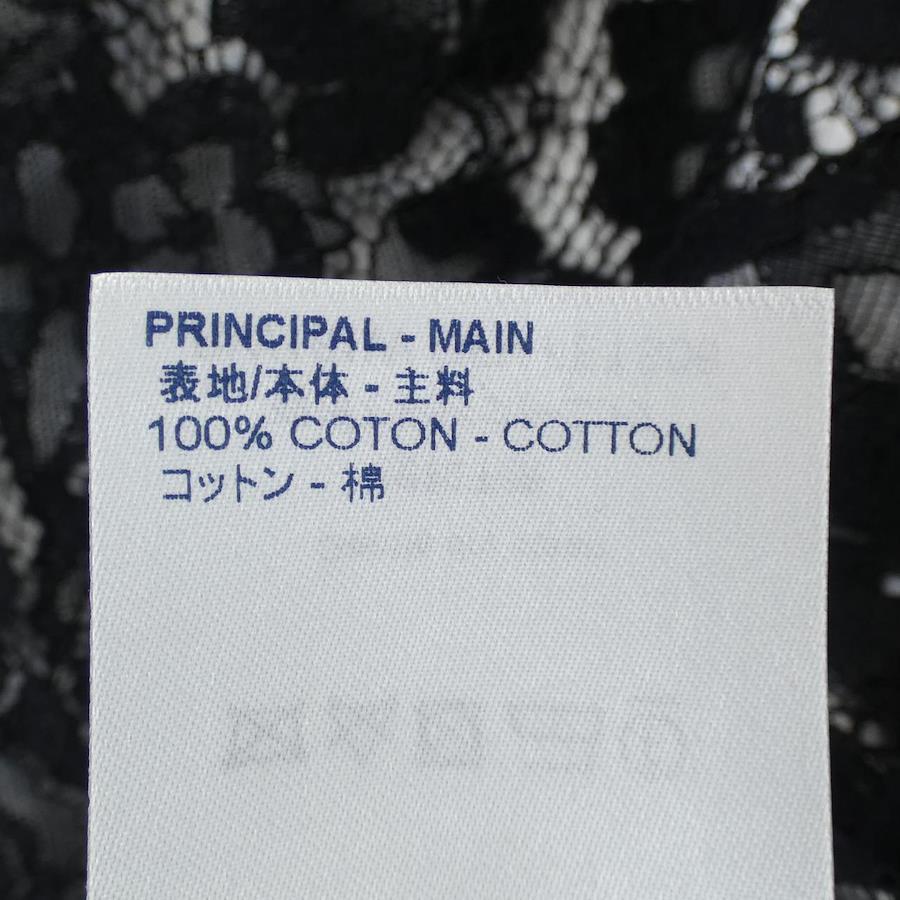 PRINCIPAL - MAIN
表地/本体 - 主料
100% COTON - COTTON
コットン - 棉